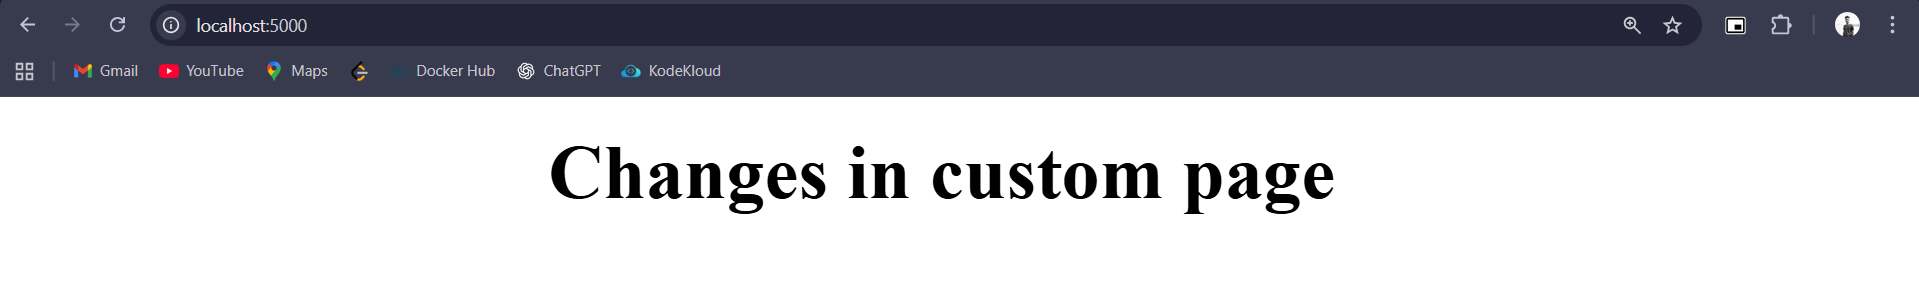 localhost:5000
Gmail YouTube Maps Docker Hub ChatGPT KodeKloud
Changes in custom page